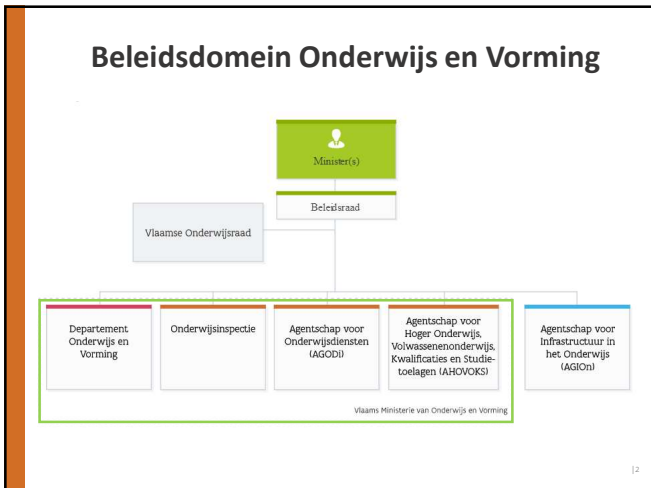 Beleidsdomein Onderwijs en Vorming
Minister(s)
Beleidsraad
Vlaamse Onderwijsraad
Departement
Onderwijs en
Vorming
Onderwijsinspectie
Agentschap voor
Onderwijsdiensten
(AGODi)
Agentschap voor
Hoger Onderwijs,
Volwassenenonderwijs,
Kwalificaties en Studie-
toelagen (AHOVOKS)
Agentschap voor
Infrastructuur in
het Onderwijs
(AGIOn)
Vlaams Ministerie van Onderwijs en Vorming
|2